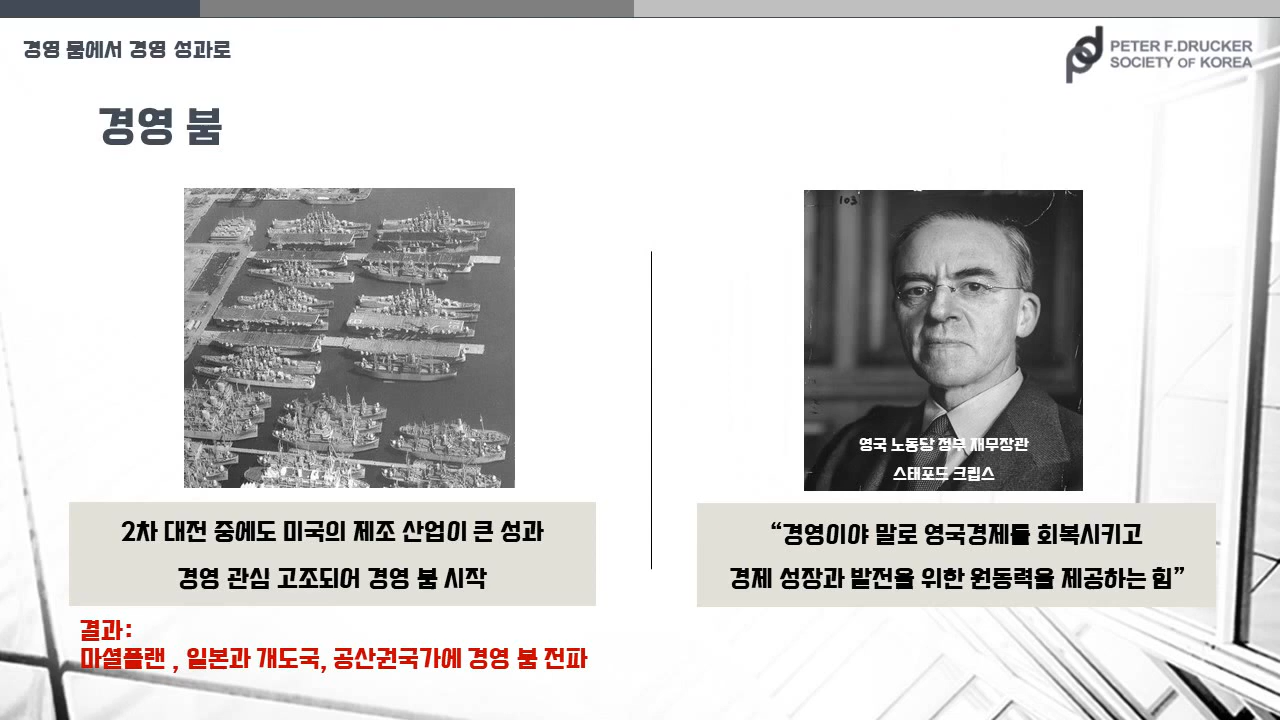 경영 붐에서 경영 성과로
PETER F.DRUCKER
SOCIETY OF KOREA
경영 붐
103
영국 노동당 정부 재무장관
스태포드 크립스
2차 대전 중에도 미국의 제조 산업이 큰 성과
경영 관심 고조되어 경영 붐 시작
“경영이야 말로 영국경제를 회복시키고
경제 성장과 발전을 위한 원동력을 제공하는 힘”
결과:
마셜플랜 , 일본과 개도국, 공산권국가에 경영 붐 전파